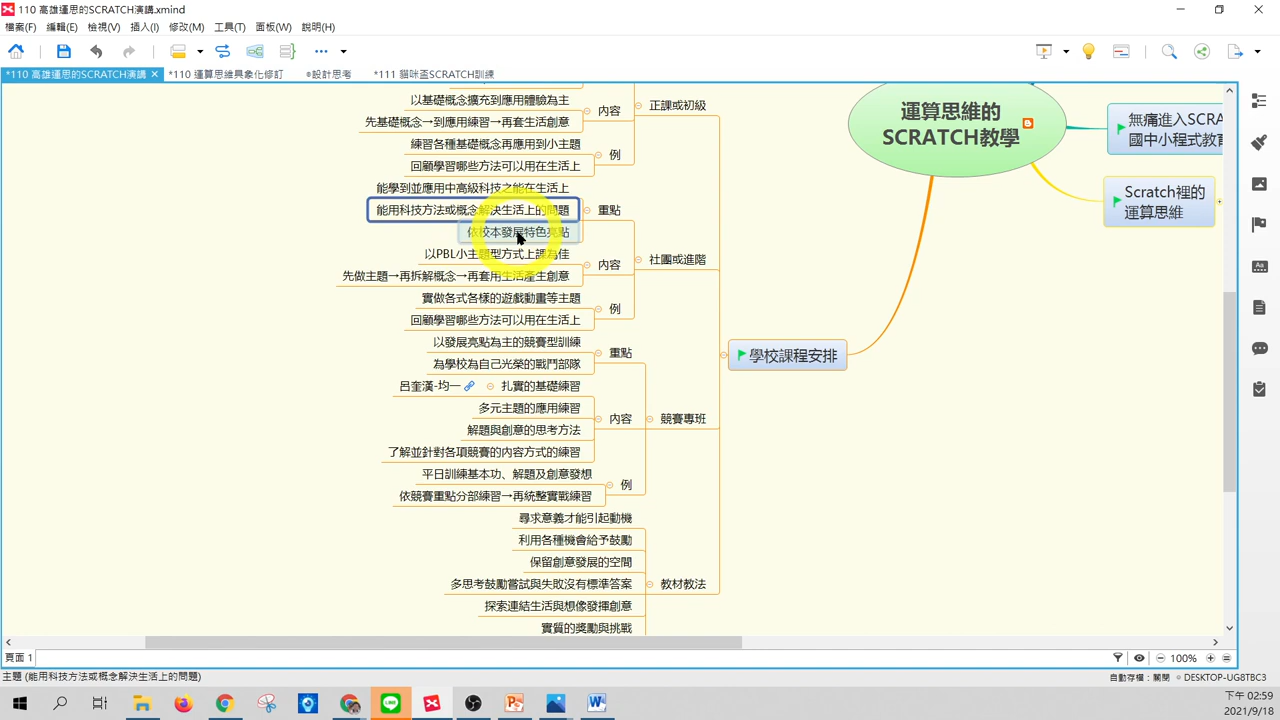 *110 高雄運思的SCRATCH演講.xmind
檔案(F) 編輯(E) 檢視(V) 插入(I) 修改(M) 工具(T) 面板(W) 說明(H)
*110 高雄運思的SCRATCH演講 *110 運算思維具象化修訂 設計思考 *111 貓咪盃SCRATCH訓練
以基礎概念擴充到應用體驗為主
先基礎概念→到應用練習→再套生活創意
內容
正課或初級
練習各種基礎概念再應用到小主題
回顧學習哪些方法可以用在生活上
例
能學到並應用中高級科技之能在生活上
能用科技方法或概念解決生活上的問題
依校本發展特色亮點
重點
以PBL小主題型方式上課為佳
先做主題→再拆解概念→再套用生活產生創意
內容
社團或進階
實做各式各樣的遊戲動畫等主題
回顧學習哪些方法可以用在生活上
例
以發展亮點為主的競賽型訓練
為學校為自己光榮的戰鬥部隊
重點
呂奎漢-均一
扎實的基礎練習
多元主題的應用練習
解題與創意的思考方法
了解並針對各項競賽的內容方式的練習
內容
競賽專班
平日訓練基本功、解題及創意發想
依競賽重點分部練習→再統整實戰練習
例
尋求意義才能引起動機
利用各種機會給予鼓勵
保留創意發展的空間
多思考鼓勵嘗試與失敗沒有標準答案
探索連結生活與想像發揮創意
實質的獎勵與挑戰
教材教法
學校課程安排
運算思維的
SCRATCH教學
無痛進入SCRA
國中小程式教育
Scratch裡的
運算思維
頁面 1
100%
主題 (能用科技方法或概念解決生活上的問題)
自動存檔：關閉 DESKTOP-UG8TBC3
下午 02:59
2021/9/18